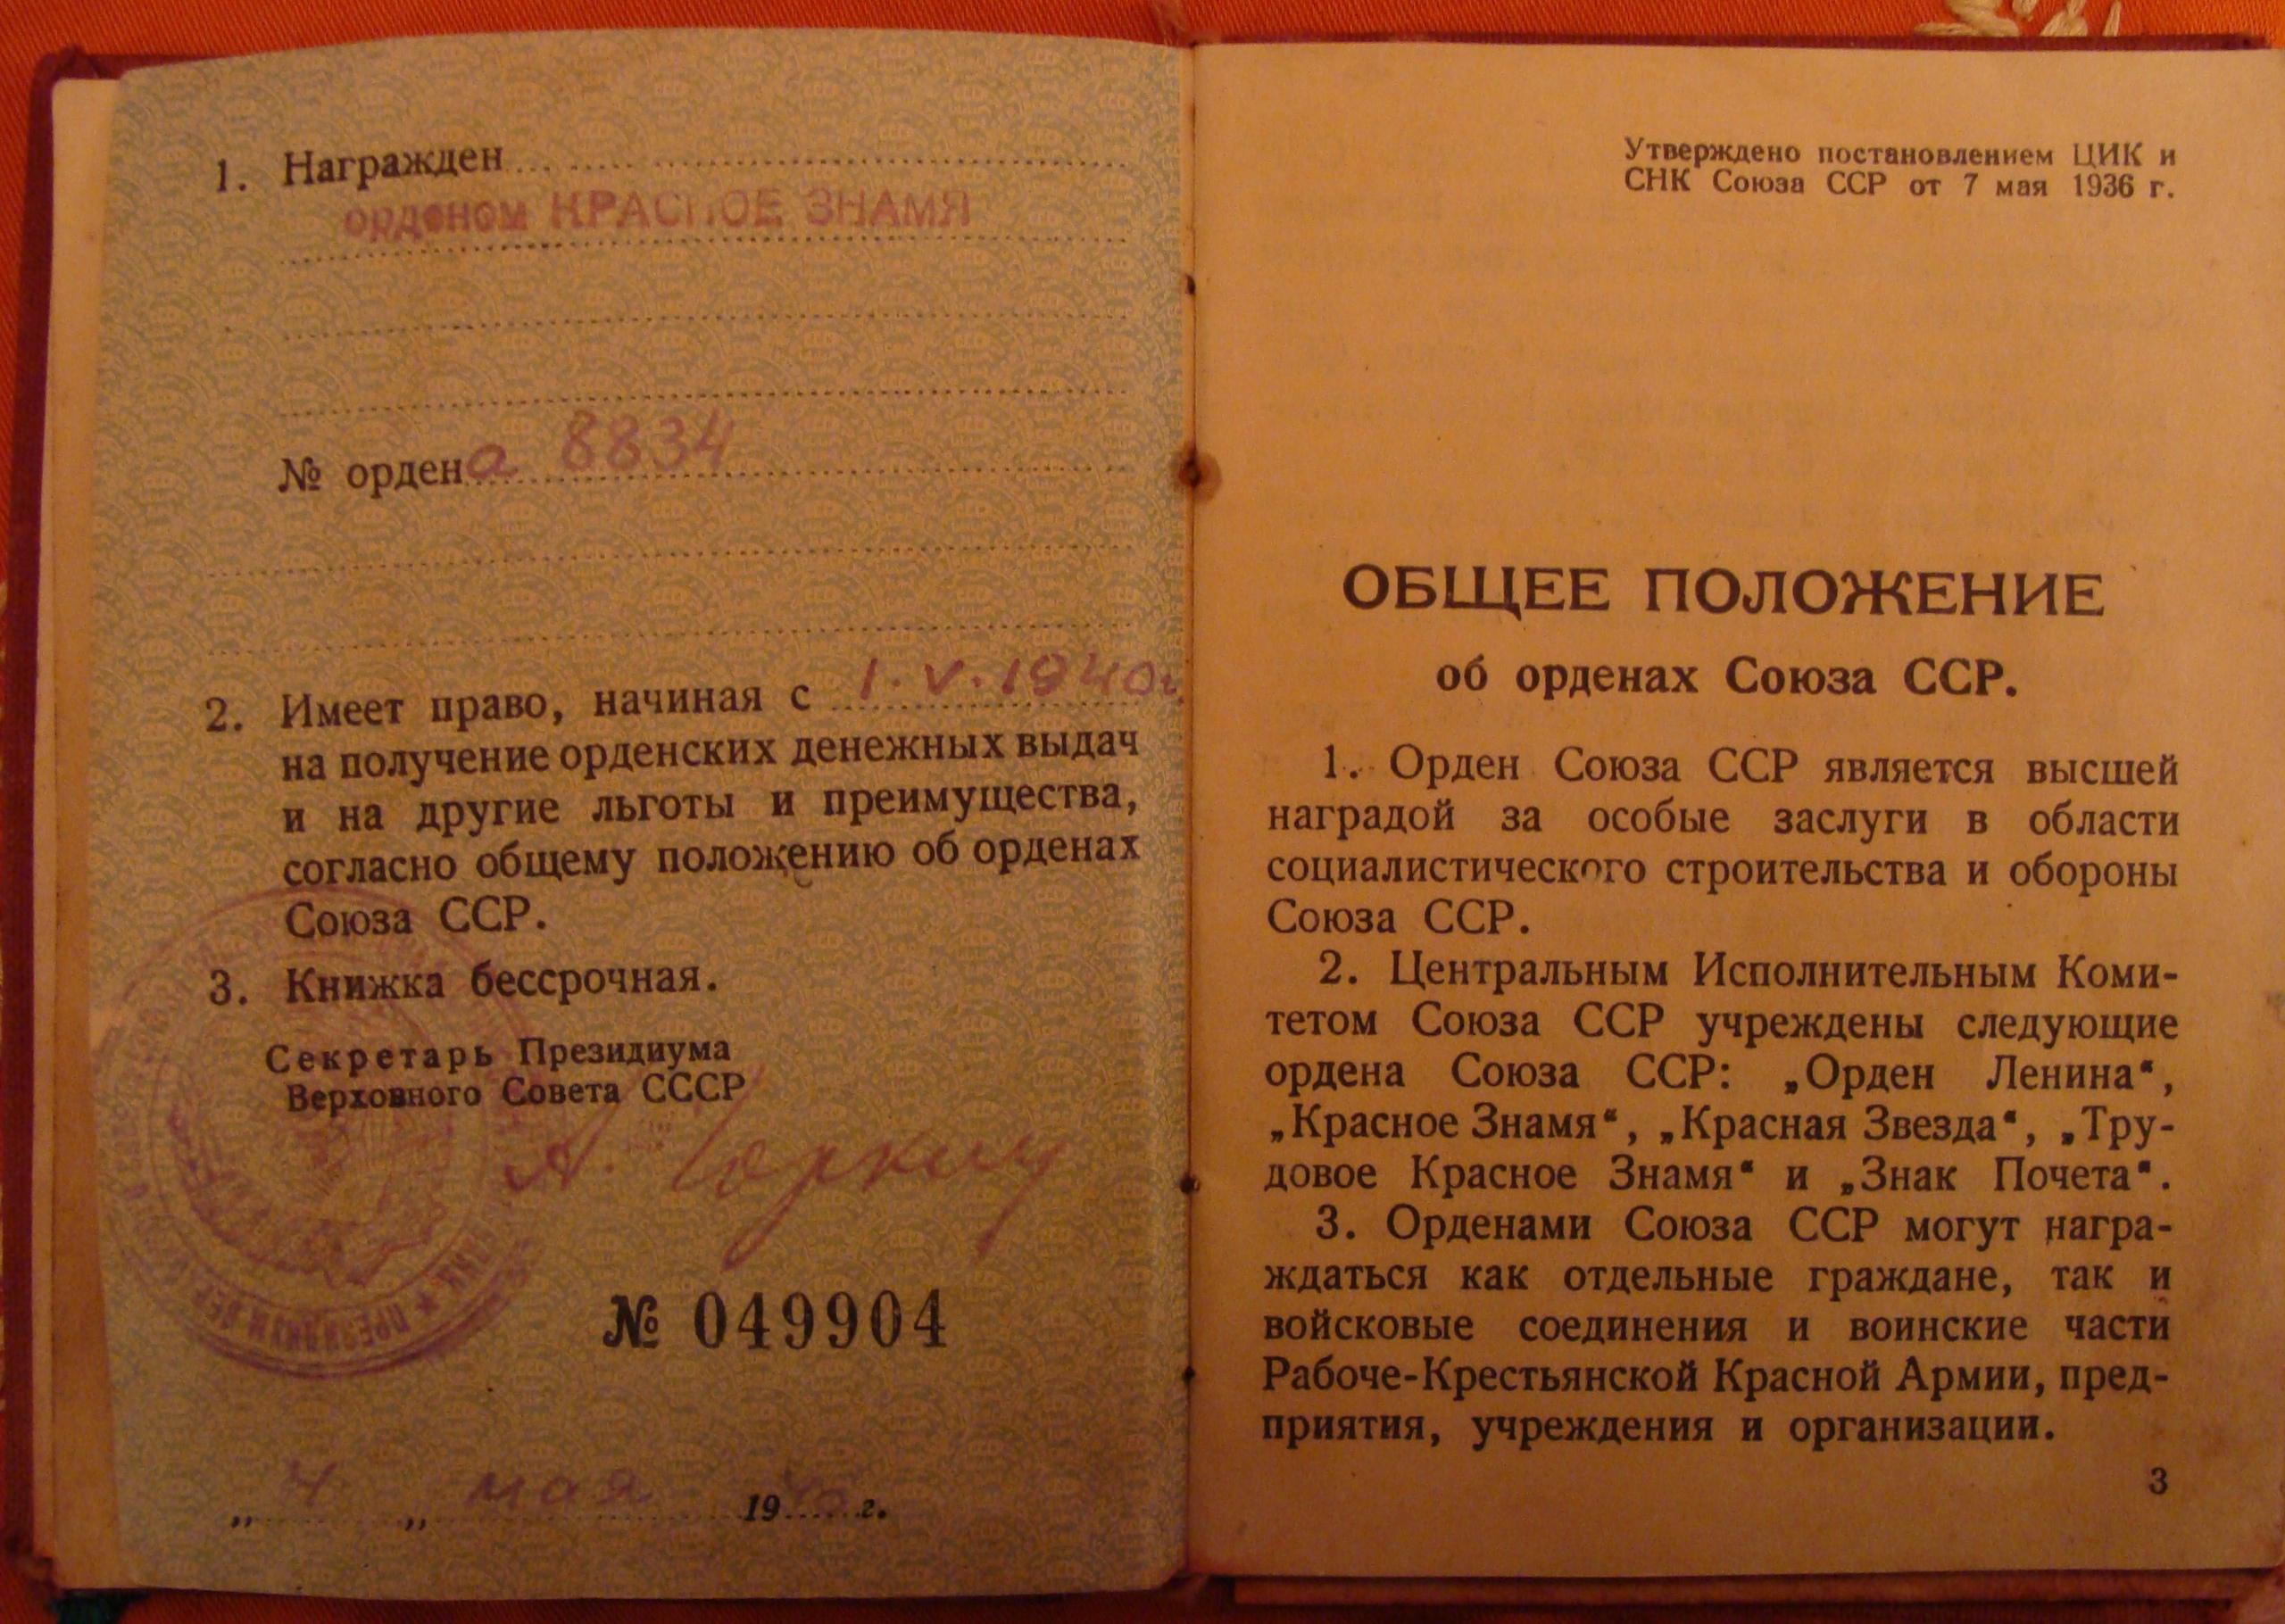 1. Награжден
орденом КРАСНОЕ ЗНАМЯ
№ ордена 8834
2. Имеет право, начиная с 1.V.1940г
на получение орденских денежных выдач
и на другие льготы и преимущества,
согласно общему положению об орденах
Союза ССР.
3. Книжка бессрочная.
Секретарь Президиума
Верховного Совета СССР
А. Горкин
№ 049904
„ 4 „ мая 1940 г.
Утверждено постановлением ЦИК и
СНК Союза ССР от 7 мая 1936 г.
ОБЩЕЕ ПОЛОЖЕНИЕ
об орденах Союза ССР.
1. Орден Союза ССР является высшей
наградой за особые заслуги в области
социалистического строительства и обороны
Союза ССР.
2. Центральным Исполнительным Коми-
тетом Союза ССР учреждены следующие
ордена Союза ССР: „Орден Ленина“,
„Красное Знамя“, „Красная Звезда“, „Тру-
довое Красное Знамя“ и „Знак Почета“.
3. Орденами Союза ССР могут награ-
ждаться как отдельные граждане, так и
войсковые соединения и воинские части
Рабоче-Крестьянской Красной Армии, пред-
приятия, учреждения и организации.
3